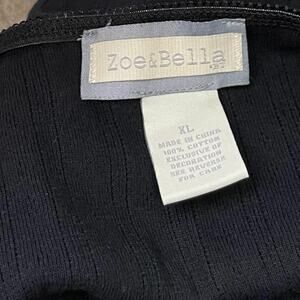 Zoe&Bella
XL
MADE IN CHINA
100% COTTON
EXCLUSIVE OF
DECORATION
SEE REVERSE
FOR CARE